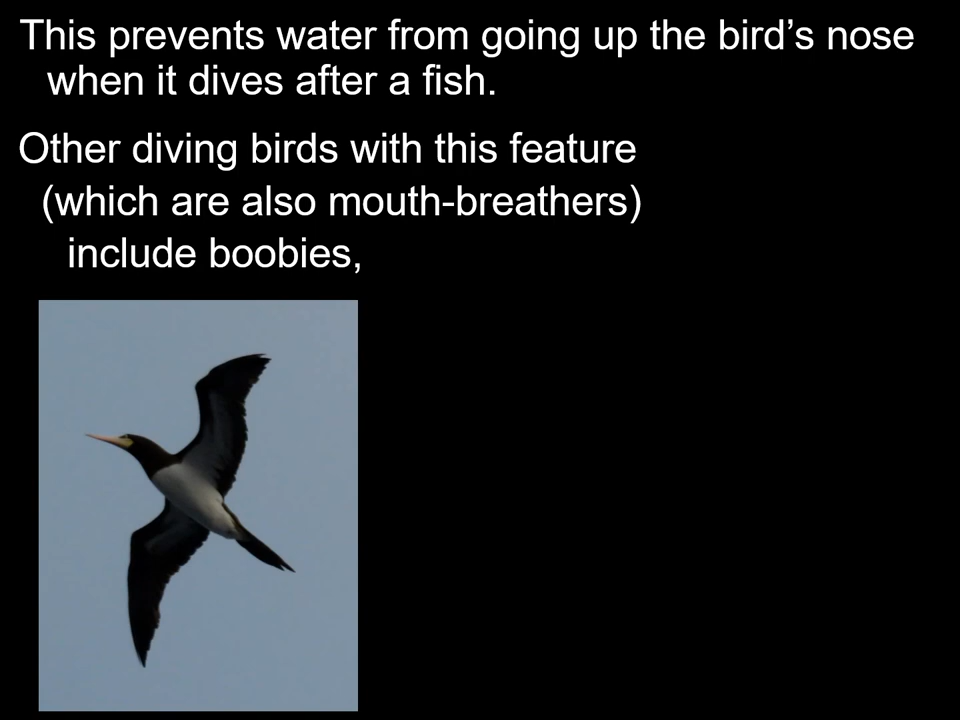 This prevents water from going up the bird’s nose
when it dives after a fish.
Other diving birds with this feature
(which are also mouth-breathers)
include boobies,